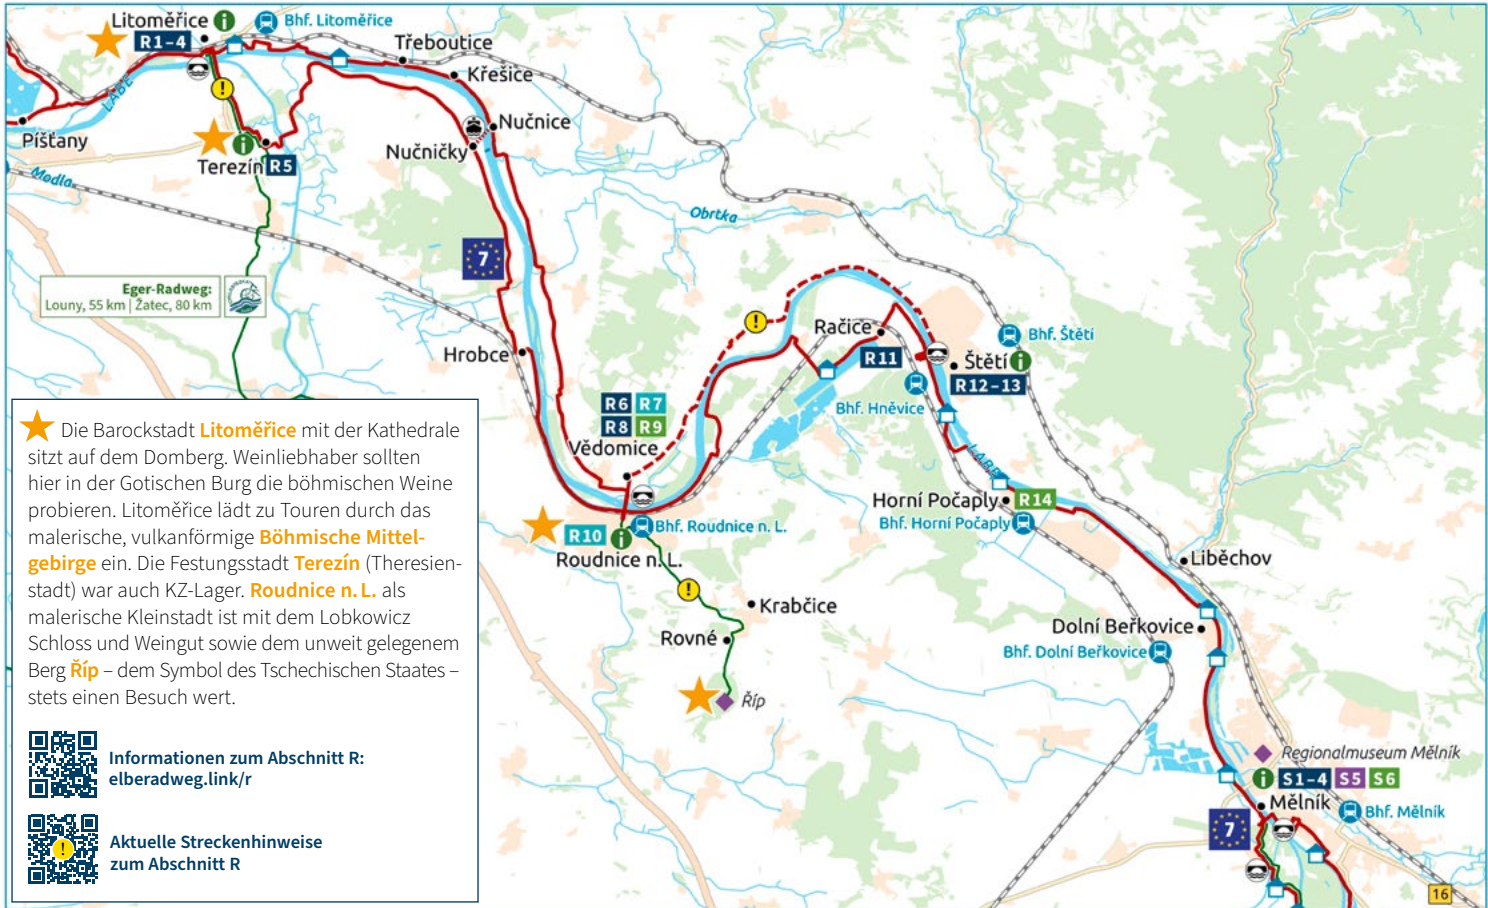 Litoměřice
Bhf. Litoměřice
R1–4
Třeboutice
Křešice
LABE
Píšťany
Nučnice
Nučničky
Terezín R5
Modla
Obrtka
7
Eger-Radweg:
Louny, 55 km | Žatec, 80 km
Hrobce
Račice
R11
Bhf. Štětí
Štětí
R12–13
Bhf. Hněvice
R6 R7
R8 R9
Vědomice
LABE
Horní Počaply R14
Bhf. Horní Počaply
R10
Bhf. Roudnice n. L.
Roudnice n. L.
Liběchov
Krabčice
Rovné
Dolní Beřkovice
Bhf. Dolní Beřkovice
Říp
Regionalmuseum Mělník
S1–4 S5 S6
Mělník
Bhf. Mělník
7
16
Die Barockstadt Litoměřice mit der Kathedrale
sitzt auf dem Domberg. Weinliebhaber sollten
hier in der Gotischen Burg die böhmischen Weine
probieren. Litoměřice lädt zu Touren durch das
malerische, vulkanförmige Böhmische Mittel-
gebirge ein. Die Festungsstadt Terezín (Theresien-
stadt) war auch KZ-Lager. Roudnice n. L. als
malerische Kleinstadt ist mit dem Lobkowicz
Schloss und Weingut sowie dem unweit gelegenem
Berg Říp – dem Symbol des Tschechischen Staates –
stets einen Besuch wert.
Informationen zum Abschnitt R:
elberadweg.link/r
Aktuelle Streckenhinweise
zum Abschnitt R